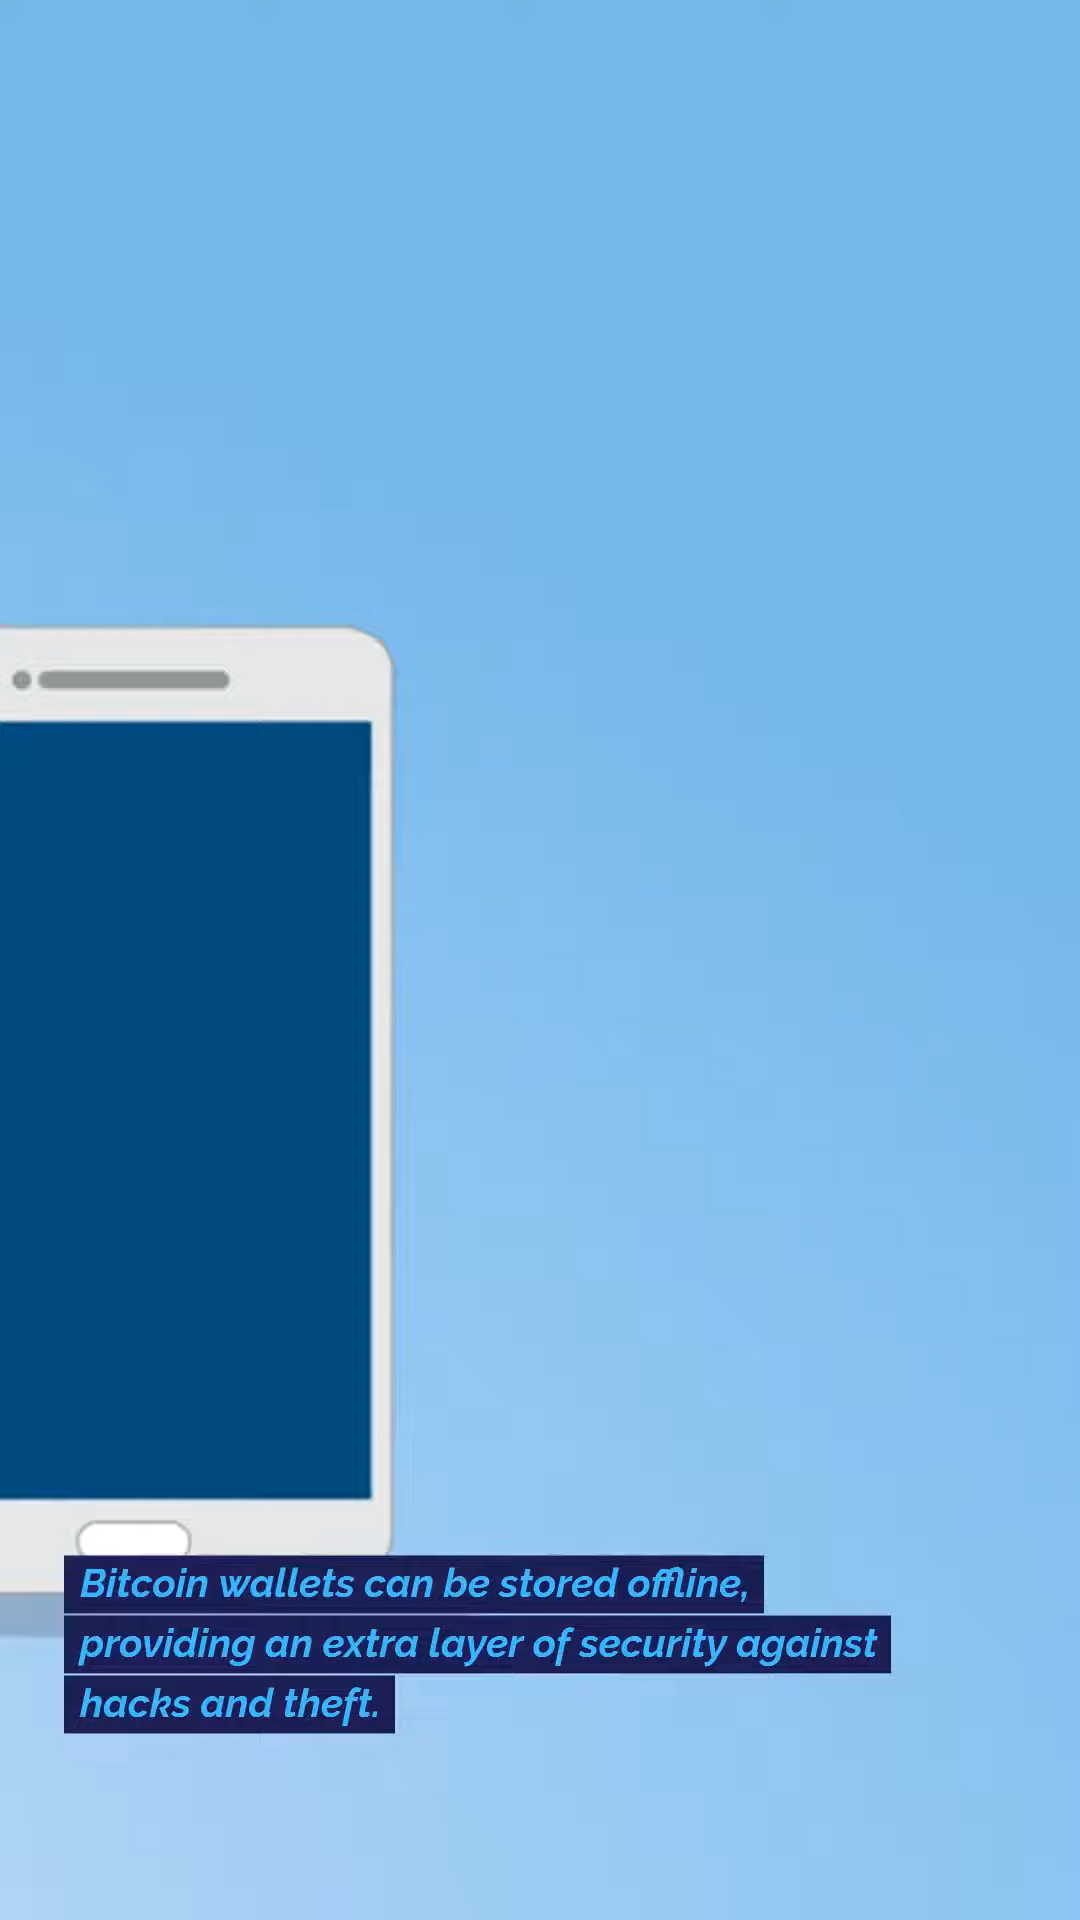 Bitcoin wallets can be stored offline,
providing an extra layer of security against
hacks and theft.